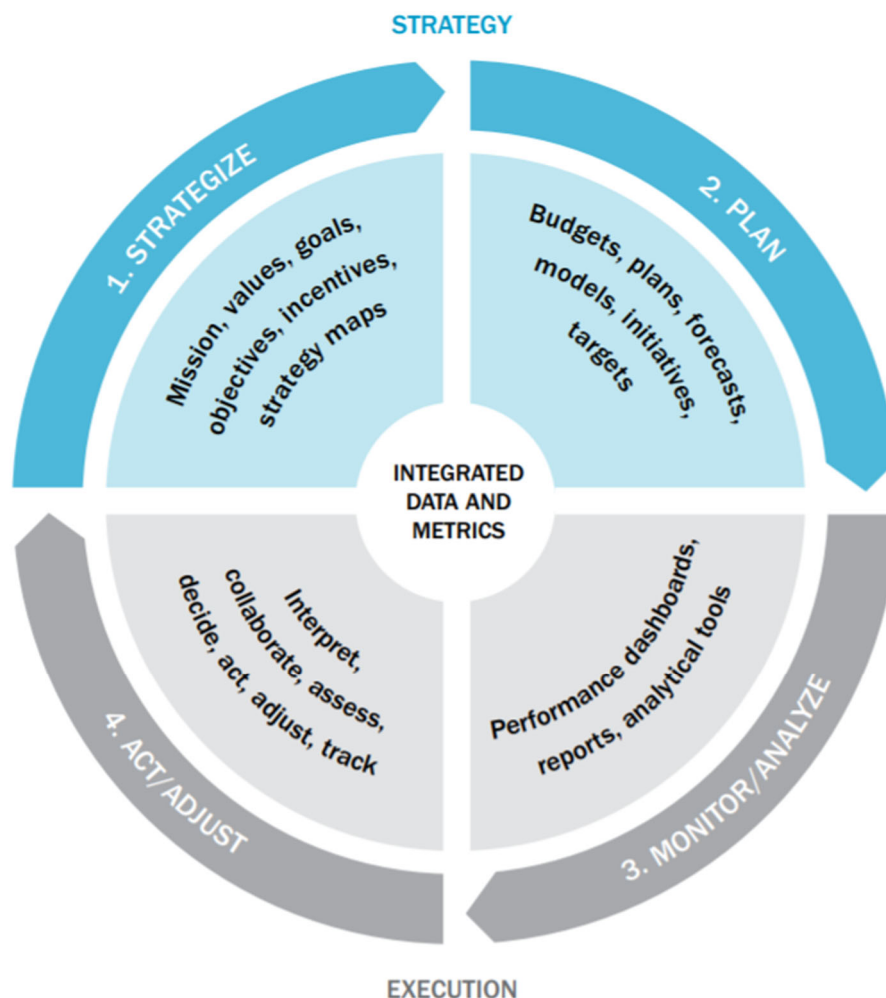 STRATEGY
1. STRATEGIZE
Mission, values, goals,
objectives, incentives,
strategy maps
2. PLAN
Budgets, plans, forecasts,
models, initiatives,
targets
INTEGRATED
DATA AND
METRICS
Performance dashboards,
reports, analytical tools
3. MONITOR/ANALYZE
Interpret,
collaborate, assess,
decide, act, adjust, track
4. ACT/ADJUST
EXECUTION